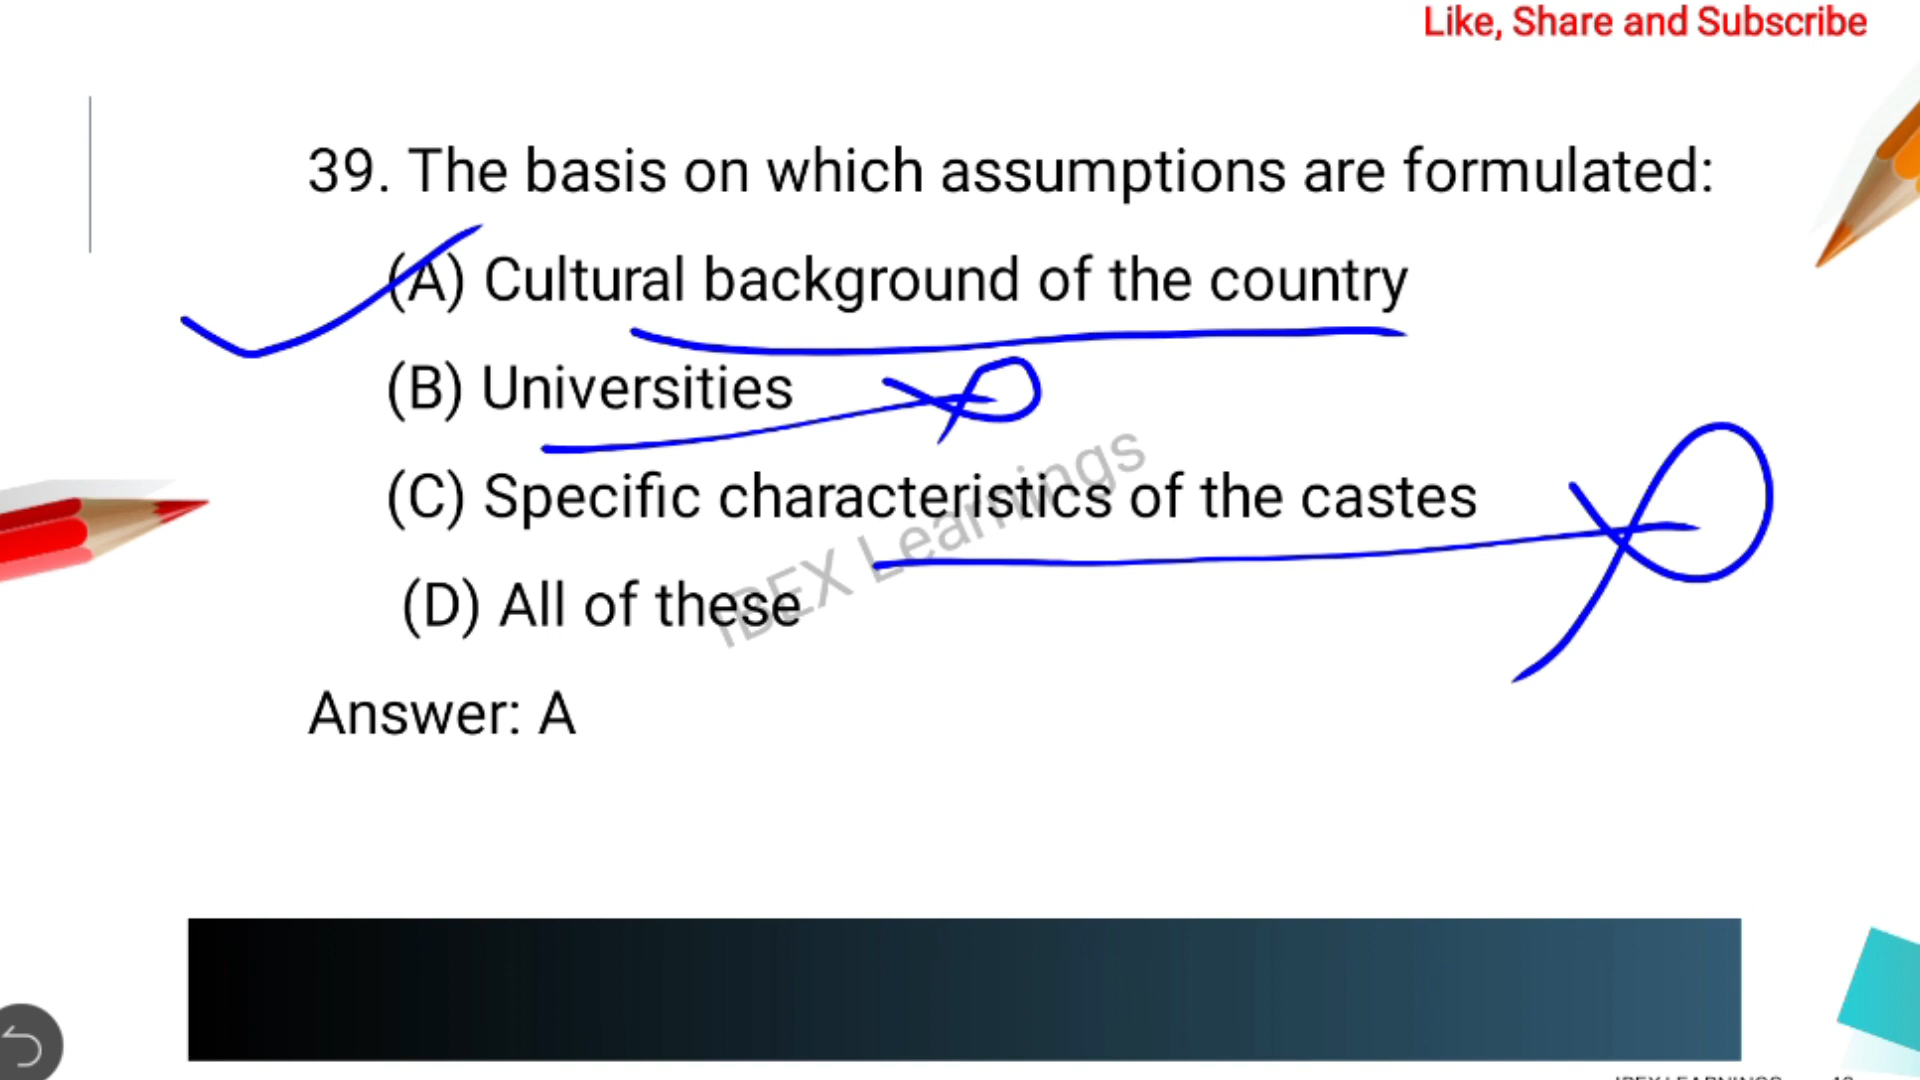 Like, Share and Subscribe
39. The basis on which assumptions are formulated:
(A) Cultural background of the country
(B) Universities
(C) Specific characteristics of the castes
(D) All of these
IBEX Learnings
Answer: A